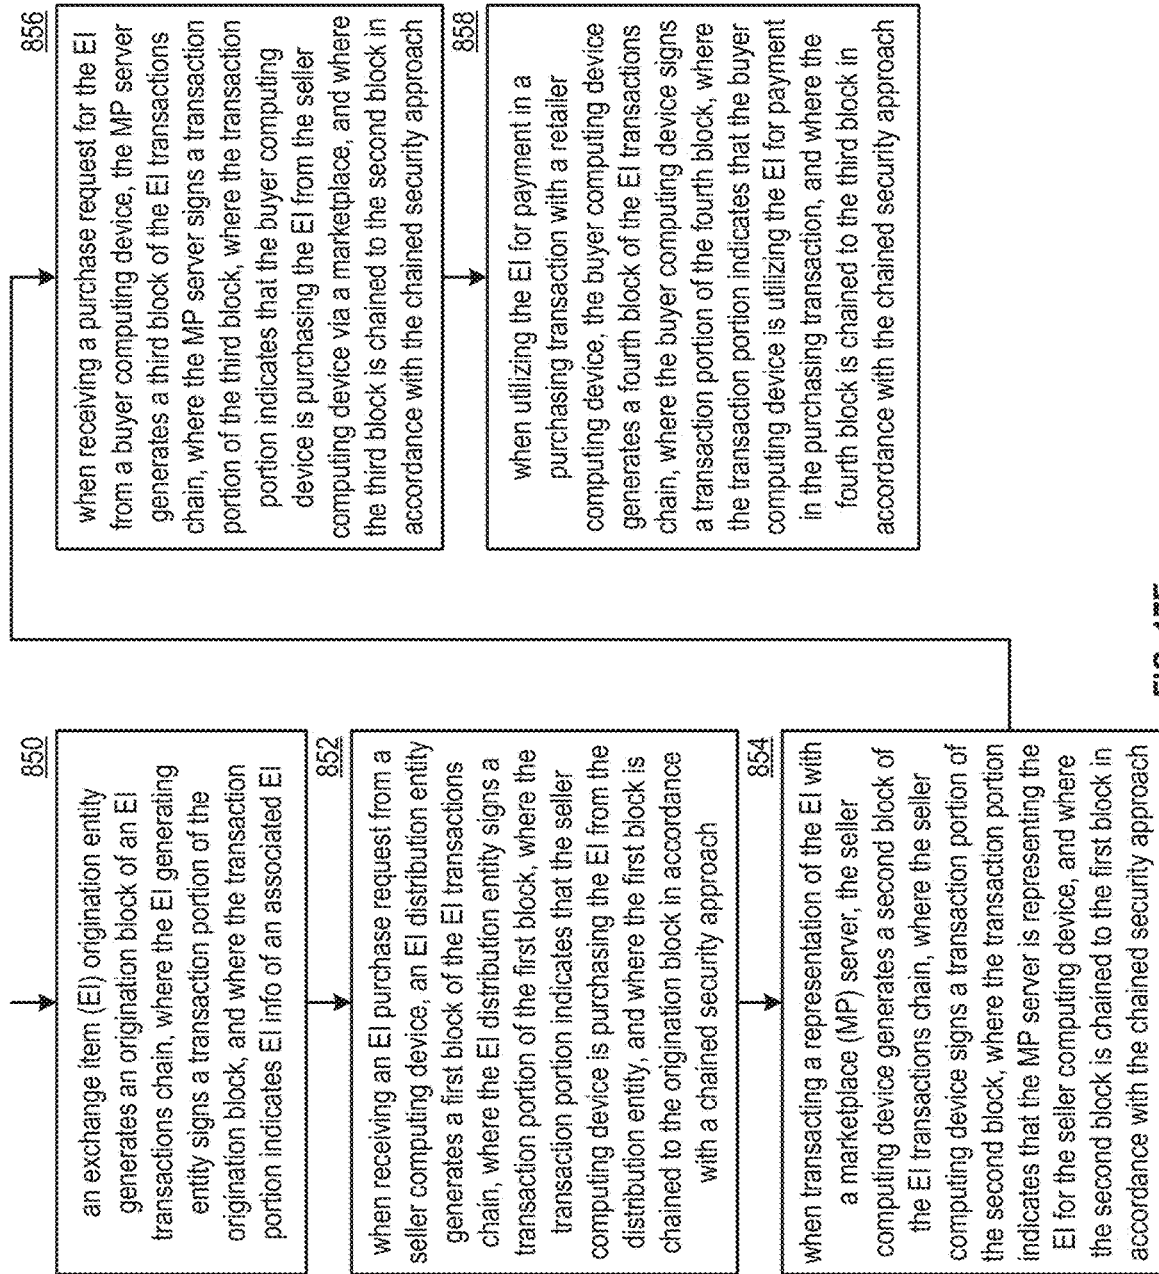 850
an exchange item (EI) origination entity
generates an origination block of an EI
transactions chain, where the EI generating
entity signs a transaction portion of the
origination block, and where the transaction
portion indicates EI info of an associated EI
852
when receiving an EI purchase request from a
seller computing device, an EI distribution entity
generates a first block of the EI transactions
chain, where the EI distribution entity signs a
transaction portion of the first block, where the
transaction portion indicates that the seller
computing device is purchasing the EI from the
distribution entity, and where the first block is
chained to the origination block in accordance
with a chained security approach
854
when transacting a representation of the EI with
a marketplace (MP) server, the seller
computing device generates a second block of
the EI transactions chain, where the seller
computing device signs a transaction portion of
the second block, where the transaction portion
indicates that the MP server is representing the
EI for the seller computing device, and where
the second block is chained to the first block in
accordance with the chained security approach
856
when receiving a purchase request for the EI
from a buyer computing device, the MP server
generates a third block of the EI transactions
chain, where the MP server signs a transaction
portion of the third block, where the transaction
portion indicates that the buyer computing
device is purchasing the EI from the seller
computing device via a marketplace, and where
the third block is chained to the second block in
accordance with the chained security approach
858
when utilizing the EI for payment in a
purchasing transaction with a retailer
computing device, the buyer computing device
generates a fourth block of the EI transactions
chain, where the buyer computing device signs
a transaction portion of the fourth block, where
the transaction portion indicates that the buyer
computing device is utilizing the EI for payment
in the purchasing transaction, and where the
fourth block is chained to the third block in
accordance with the chained security approach